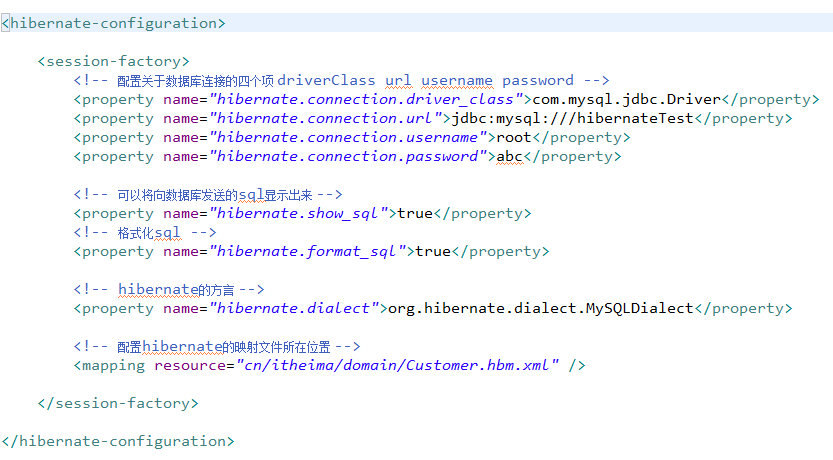 <hibernate-configuration>
<session-factory>
<!-- 配置关于数据库连接的四个项 driverClass url username password -->
<property name="hibernate.connection.driver_class">com.mysql.jdbc.Driver</property>
<property name="hibernate.connection.url">jdbc:mysql:///hibernateTest</property>
<property name="hibernate.connection.username">root</property>
<property name="hibernate.connection.password">abc</property>
<!-- 可以将向数据库发送的sql显示出来 -->
<property name="hibernate.show_sql">true</property>
<!-- 格式化sql -->
<property name="hibernate.format_sql">true</property>
<!-- hibernate的方言 -->
<property name="hibernate.dialect">org.hibernate.dialect.MySQLDialect</property>
<!-- 配置hibernate的映射文件所在位置 -->
<mapping resource="cn/itheima/domain/Customer.hbm.xml" />
</session-factory>
</hibernate-configuration>